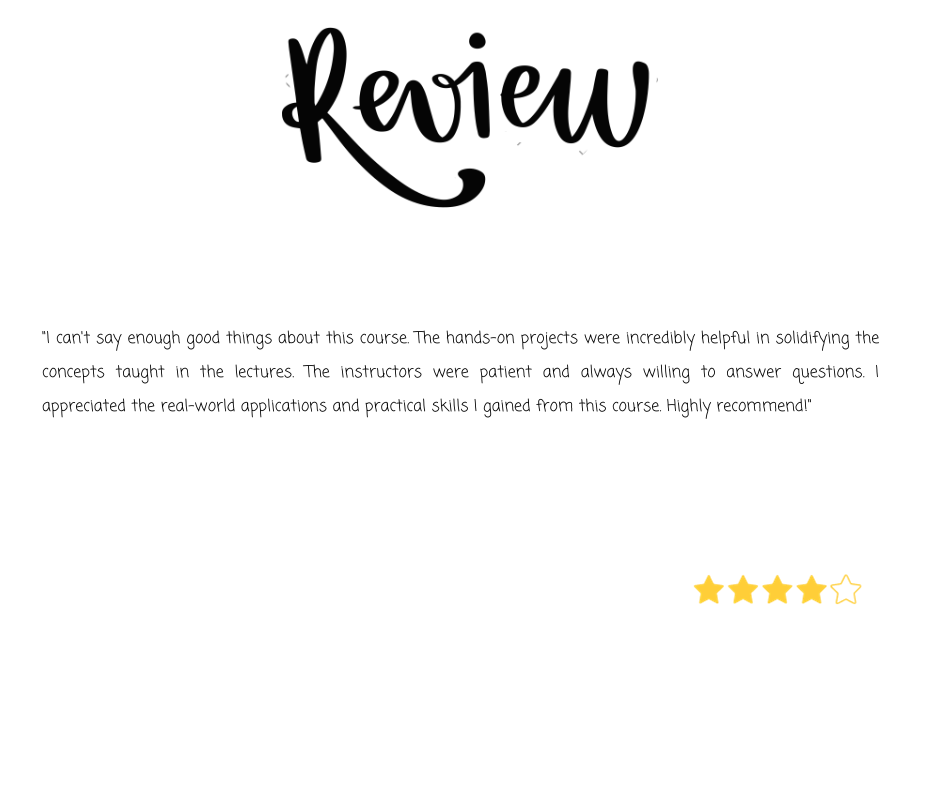 Review
"I can't say enough good things about this course. The hands-on projects were incredibly helpful in solidifying the
concepts taught in the lectures. The instructors were patient and always willing to answer questions. I
appreciated the real-world applications and practical skills I gained from this course. Highly recommend!"